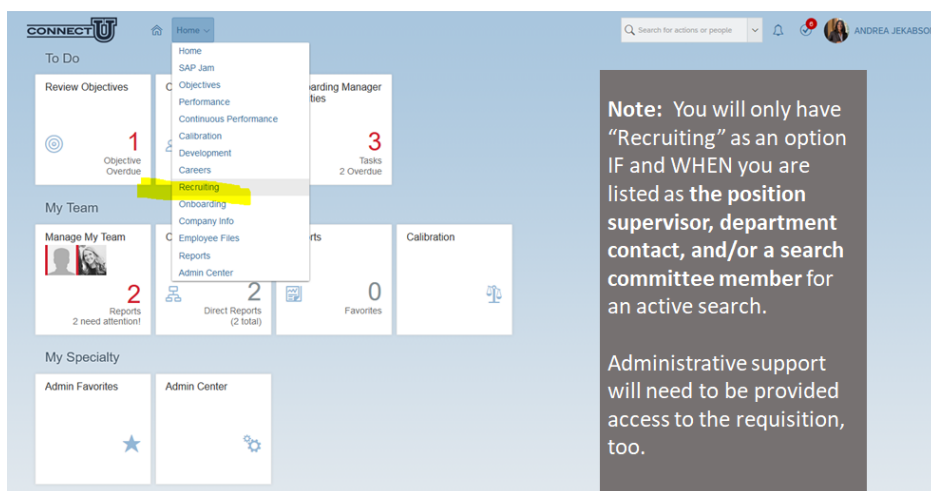 CONNECT U
Home
Search for actions or people
6
ANDREA JEKABSON
To Do
Home
SAP Jam
Objectives
Performance
Continuous Performance
Calibration
Development
Careers
Recruiting
Onboarding
Company Info
Employee Files
Reports
Admin Center
Review Objectives
1
Objective
Overdue
arding Manager
ties
3
Tasks
2 Overdue
My Team
Manage My Team
2
Reports
2 need attention!
2
Direct Reports
(2 total)
rts
0
Favorites
Calibration
My Specialty
Admin Favorites
Admin Center
Note: You will only have
“Recruiting” as an option
IF and WHEN you are
listed as the position
supervisor, department
contact, and/or a search
committee member for
an active search.
Administrative support
will need to be provided
access to the requisition,
too.